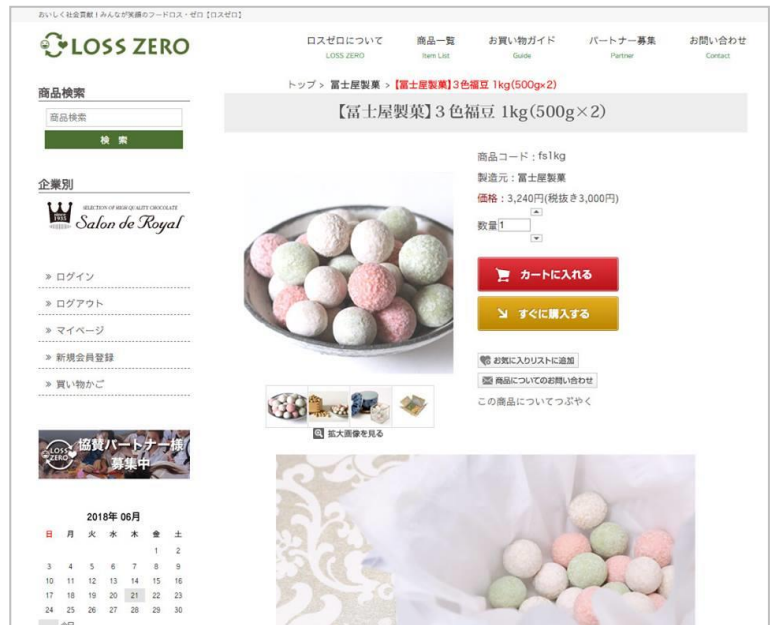 おいしく社会貢献！みんなが笑顔のフードロス・ゼロ【ロスゼロ】
LOSS ZERO
ロスゼロについて 商品一覧 お買い物ガイド パートナー募集 お問い合わせ
LOSS ZERO Item List Guide Partner Contact
トップ > 冨士屋製菓 > 【冨士屋製菓】3色福豆 1kg(500g×2)
商品検索
商品検索
検 索
【冨士屋製菓】３色福豆 1kg(500g×2)
商品コード：fs1kg
製造元：冨士屋製菓
価格：3,240円(税抜き3,000円)
数量 1
カートに入れる
すぐに購入する
お気に入りリストに追加
商品についてのお問い合わせ
この商品についてつぶやく
拡大画像を見る
企業別
since 1935
SELECTION OF HIGH QUALITY CHOCOLATE
Salon de Royal
» ログイン
» ログアウト
» マイページ
» 新規会員登録
» 買い物かご
LOSS ZERO
協賛パートナー様
募集中
2018年 06月
日 月 火 水 木 金 土
1 2
3 4 5 6 7 8 9
10 11 12 13 14 15 16
17 18 19 20 21 22 23
24 25 26 27 28 29 30